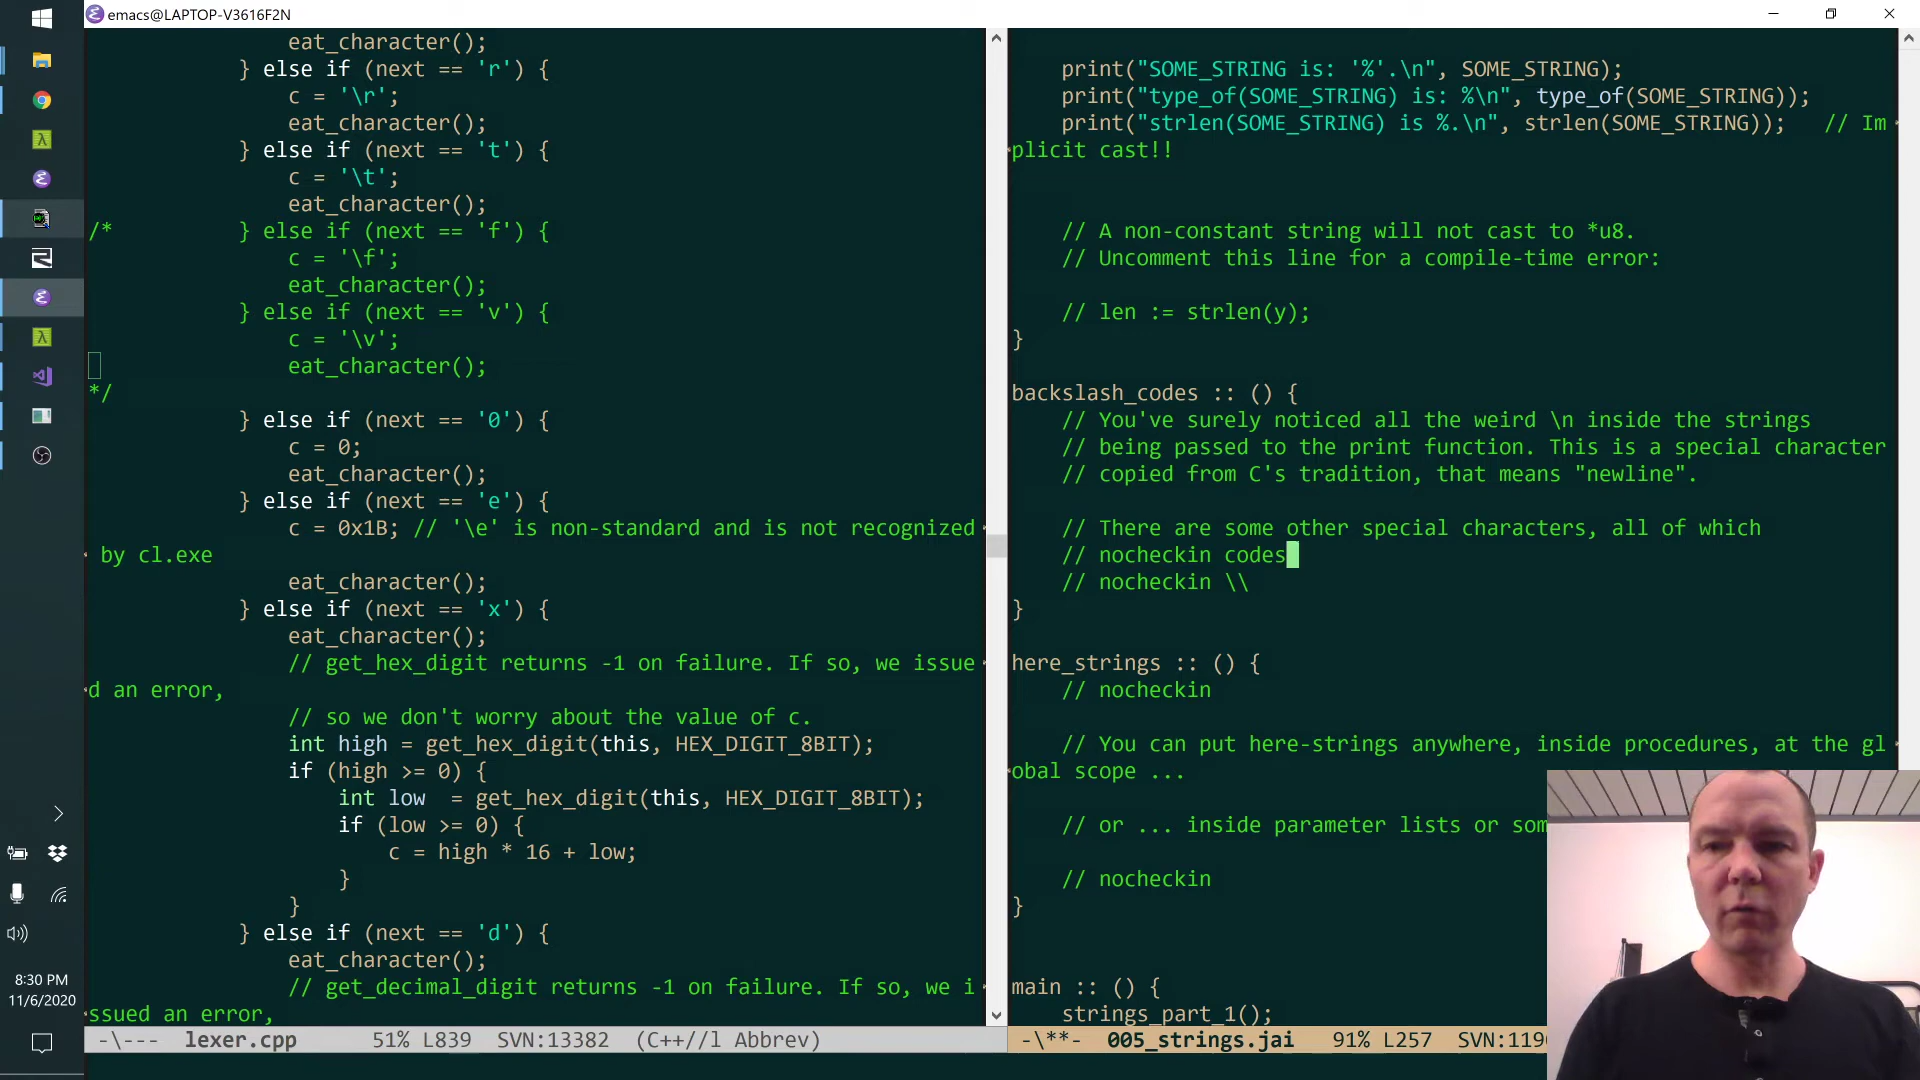 emacs@LAPTOP-V3616F2N
eat_character();
} else if (next == 'r') {
c = '\r';
eat_character();
} else if (next == 't') {
c = '\t';
eat_character();
/* } else if (next == 'f') {
c = '\f';
eat_character();
} else if (next == 'v') {
c = '\v';
eat_character();
*/
} else if (next == '0') {
c = 0;
eat_character();
} else if (next == 'e') {
c = 0x1B; // '\e' is non-standard and is not recognized
by cl.exe
eat_character();
} else if (next == 'x') {
eat_character();
// get_hex_digit returns -1 on failure. If so, we issue
d an error,
// so we don't worry about the value of c.
int high = get_hex_digit(this, HEX_DIGIT_8BIT);
if (high >= 0) {
int low  = get_hex_digit(this, HEX_DIGIT_8BIT);
if (low >= 0) {
c = high * 16 + low;
}
}
} else if (next == 'd') {
eat_character();
// get_decimal_digit returns -1 on failure. If so, we i
ssued an error,
-\--- lexer.cpp 51% L839 SVN:13382 (C++//l Abbrev)
print("SOME_STRING is: '%'.\n", SOME_STRING);
print("type_of(SOME_STRING) is: %\n", type_of(SOME_STRING));
print("strlen(SOME_STRING) is %.\n", strlen(SOME_STRING)); // Im
plicit cast!!
// A non-constant string will not cast to *u8.
// Uncomment this line for a compile-time error:
// len := strlen(y);
}
backslash_codes :: () {
// You've surely noticed all the weird \n inside the strings
// being passed to the print function. This is a special character
// copied from C's tradition, that means "newline".
// There are some other special characters, all of which
// nocheckin codes
// nocheckin \\
}
here_strings :: () {
// nocheckin
// You can put here-strings anywhere, inside procedures, at the gl
obal scope ...
// or ... inside parameter lists or som
// nocheckin
}
main :: () {
strings_part_1();
-\**- 005_strings.jai 91% L257 SVN:119
8:30 PM
11/6/2020